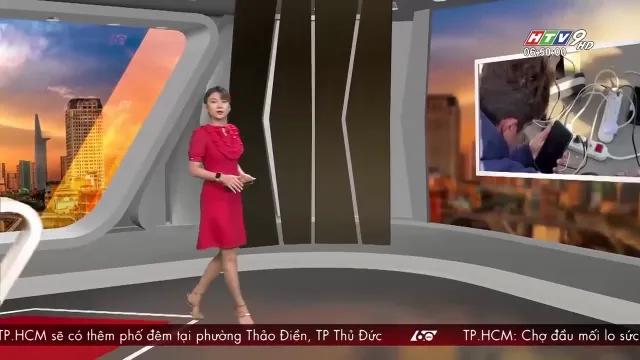 HTV9 HD
06:50:00
TP.HCM sẽ có thêm phố đêm tại phường Thảo Điền, TP Thủ Đức 60 TP.HCM: Chợ đầu mối lo sức